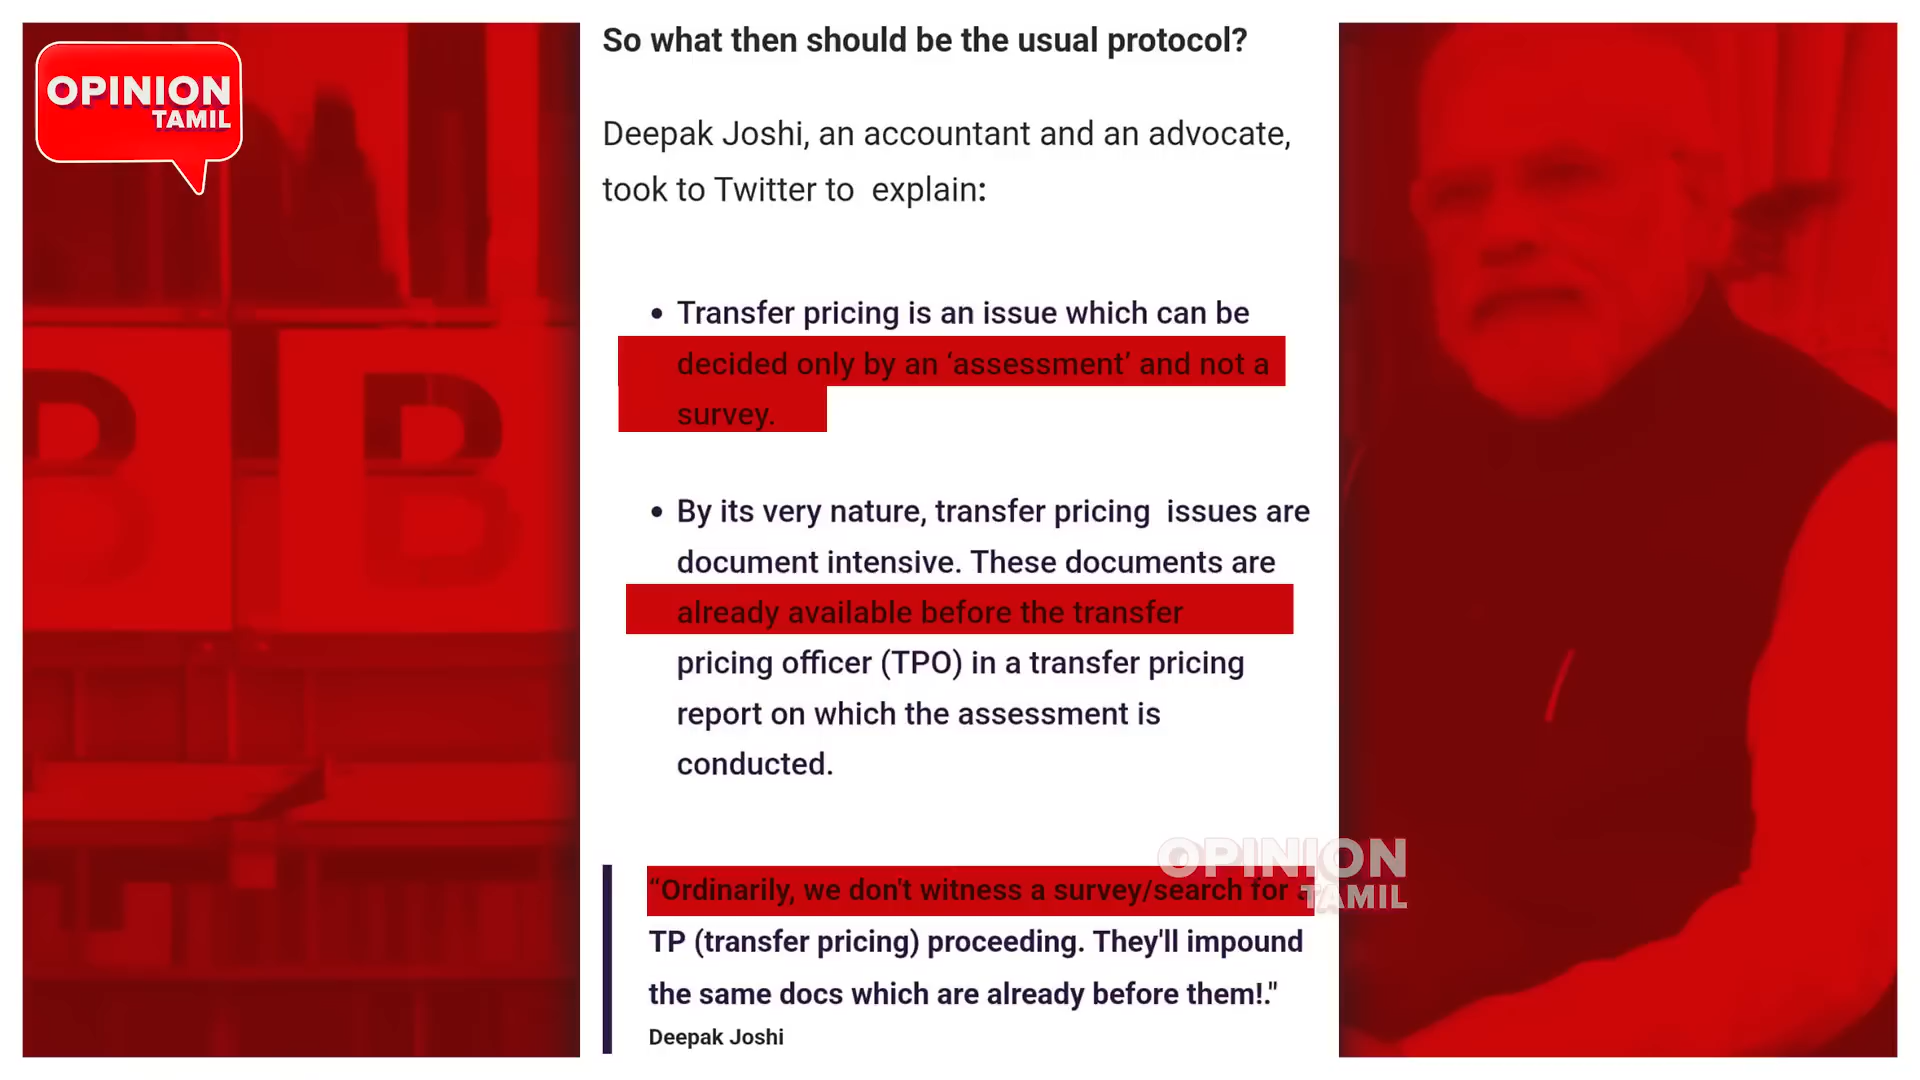 OPINION
TAMIL
So what then should be the usual protocol?
Deepak Joshi, an accountant and an advocate,
took to Twitter to explain:
• Transfer pricing is an issue which can be
decided only by an ‘assessment’ and not a
survey.
• By its very nature, transfer pricing issues are
document intensive. These documents are
already available before the transfer
pricing officer (TPO) in a transfer pricing
report on which the assessment is
conducted.
“Ordinarily, we don't witness a survey/search for a
TP (transfer pricing) proceeding. They'll impound
the same docs which are already before them!."
Deepak Joshi
OPINION
TAMIL
B B